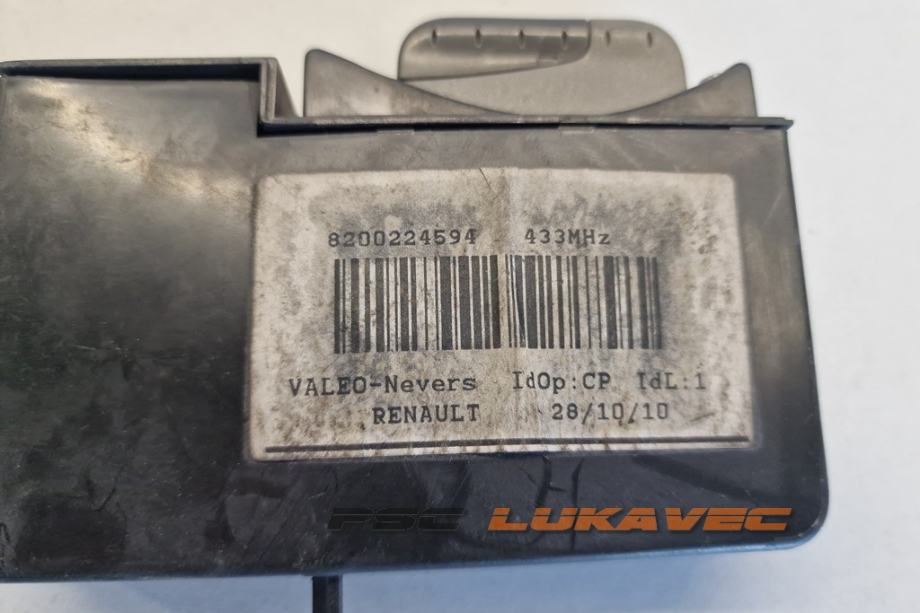 8200224594 433MHz
VALEO-Nevers IdOp:CP IdL:1
RENAULT 28/10/10
PSC LUKAVEC